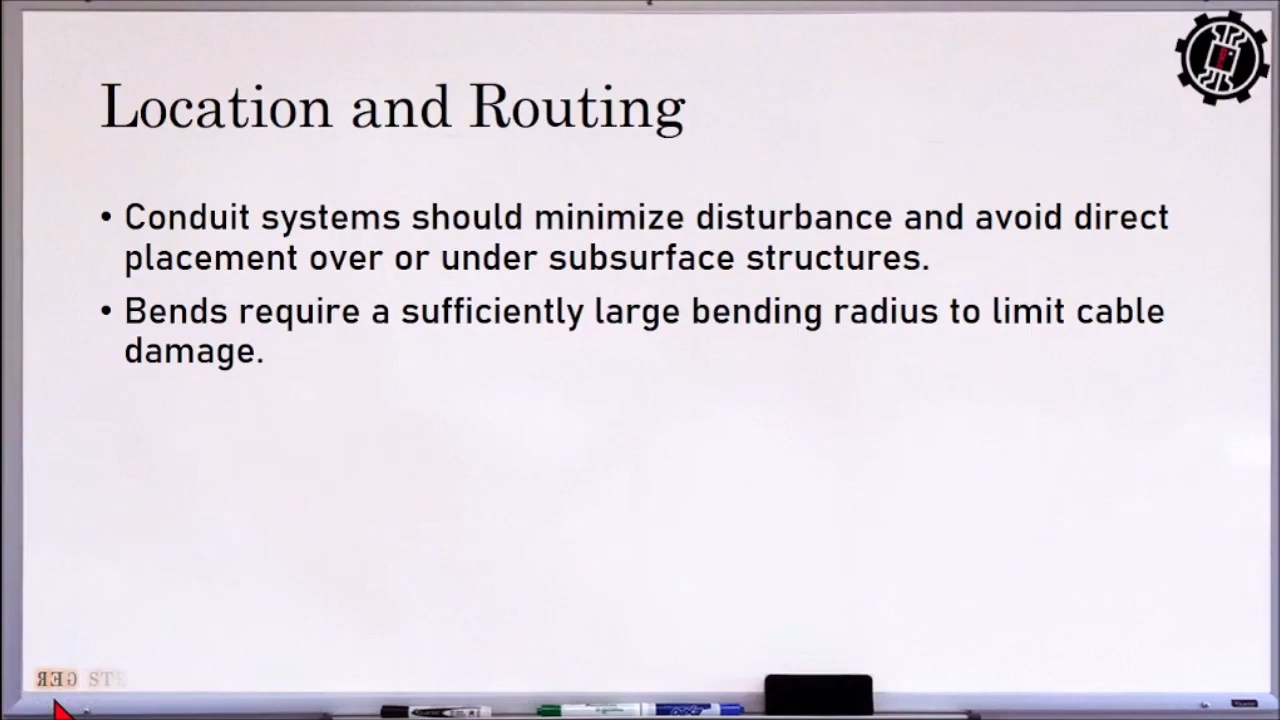 Location and Routing
• Conduit systems should minimize disturbance and avoid direct
placement over or under subsurface structures.
• Bends require a sufficiently large bending radius to limit cable
damage.